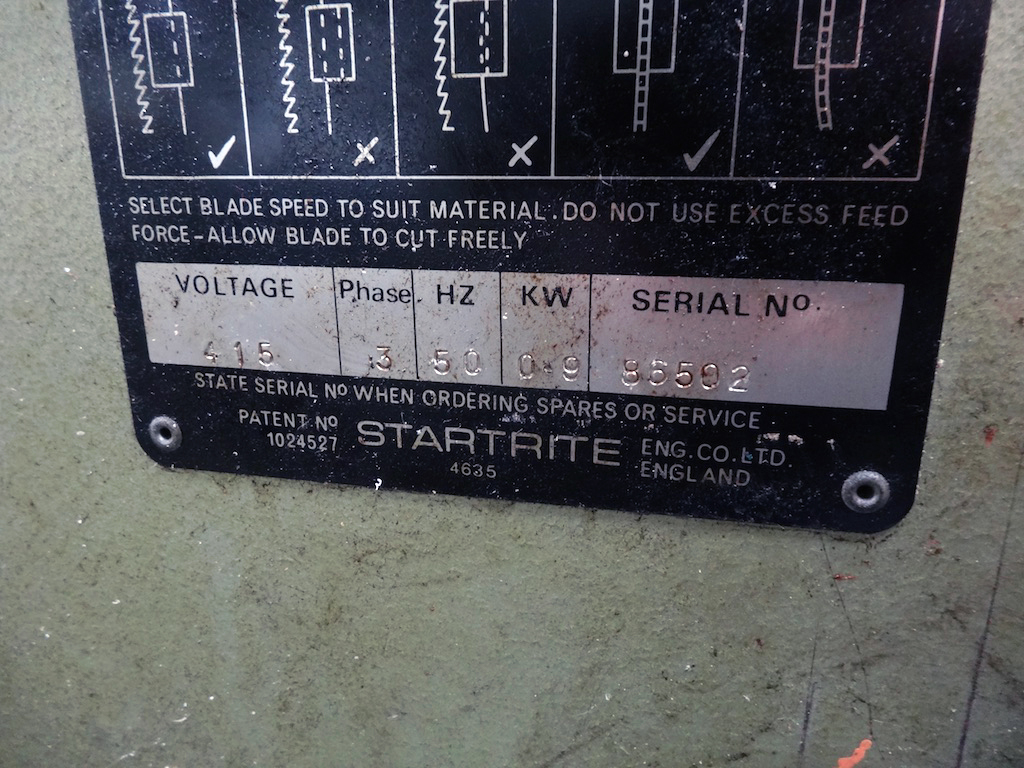 SELECT BLADE SPEED TO SUIT MATERIAL. DO NOT USE EXCESS FEED
FORCE-ALLOW BLADE TO CUT FREELY
VOLTAGE Phase HZ KW SERIAL No.
415 3 50 0·9 86502
STATE SERIAL No WHEN ORDERING SPARES OR SERVICE
PATENT No
1024527
STARTRITE
4635
ENG.CO.LTD.
ENGLAND